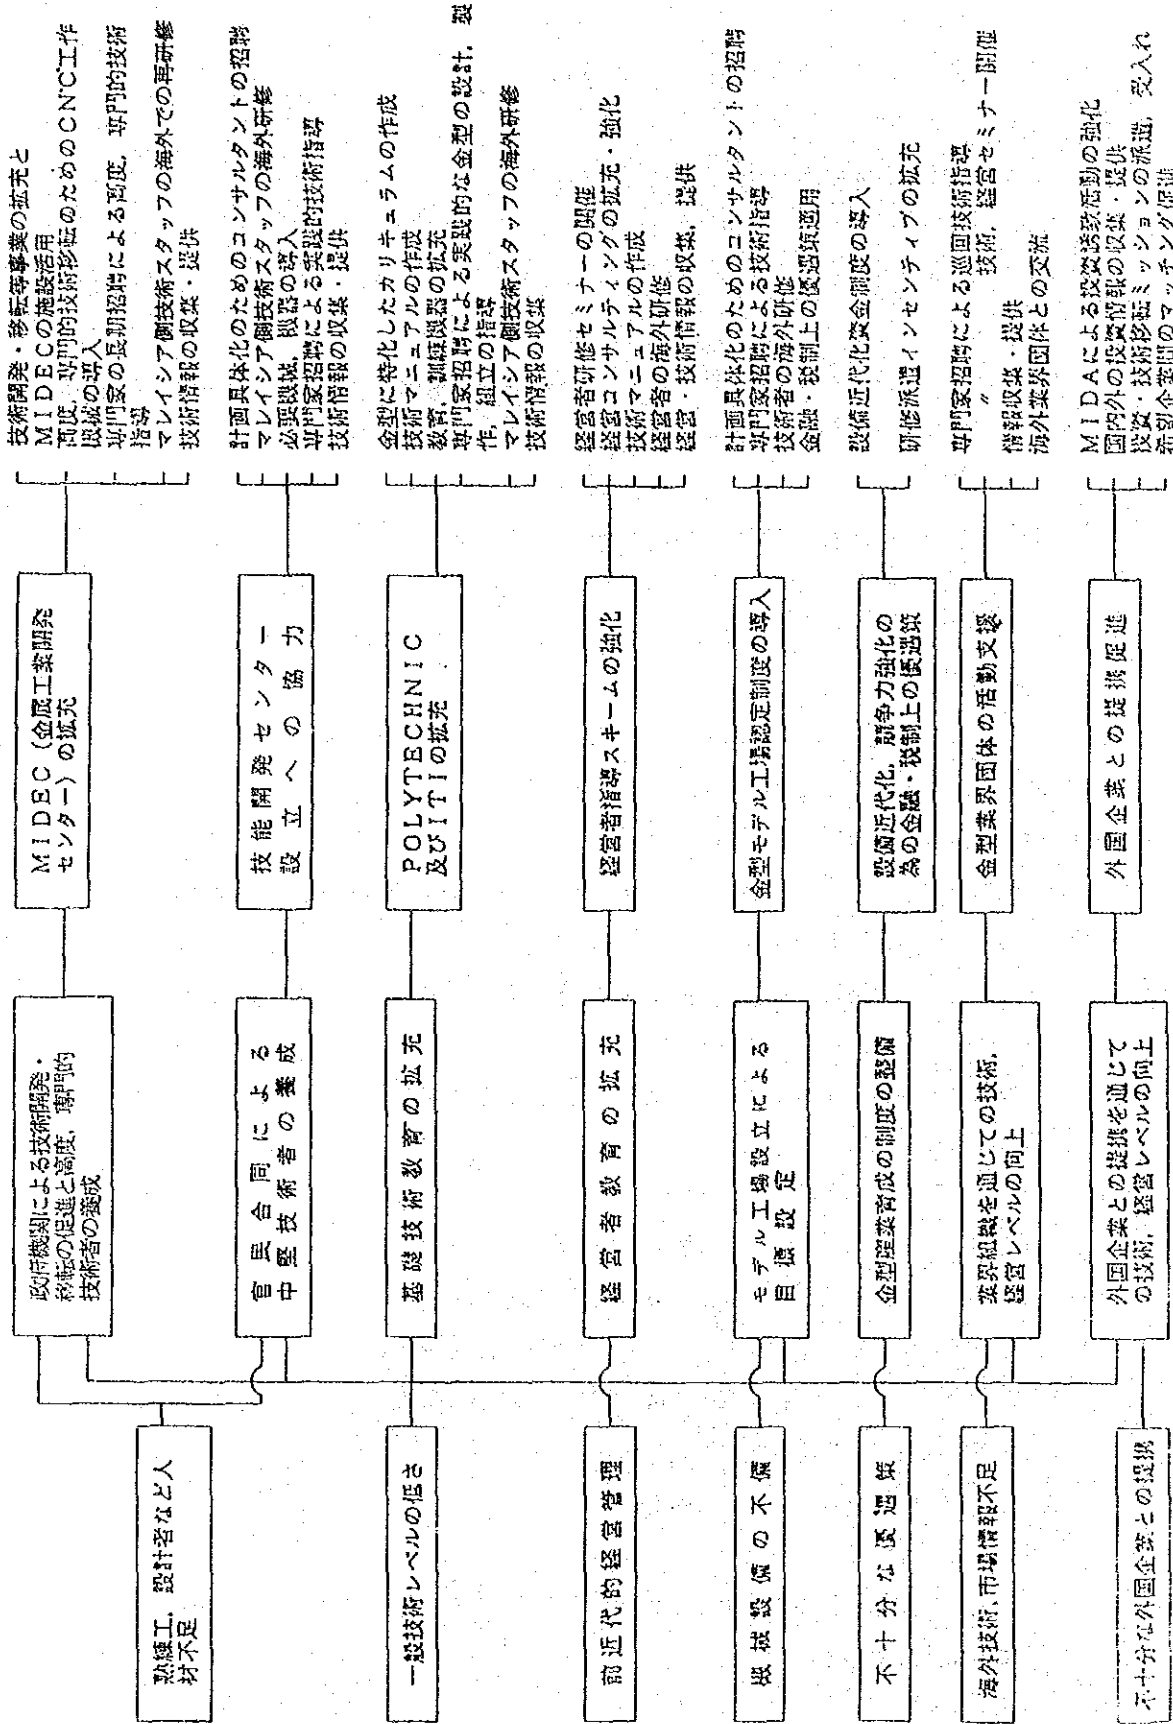 熟練工，設計者など人
材不足
一般技術レベルの低さ
前近代的経営管理
機械設備の不備
不十分な優遇策
海外技術，市場情報不足
不十分な外国企業との提携
政府機関による技術開発・
移転の促進と高度，専門的
技術者の養成
官民合同による
中堅技術者の養成
基礎技術教育の拡充
経営者教育の拡充
モデル工場設立による
目標設定
金型産業育成の制度の整備
業界組織を通じての技術，
経営レベルの向上
外国企業との提携を通じて
の技術，経営レベルの向上
MIDEC（金属工業開発
センター）の拡充
技能開発センター
設立への協力
POLYTECHNIC
及びITIの拡充
経営者指導スキームの強化
金型モデル工場認定制度の導入
設備近代化，競争力強化の
為の金融・税制上の優遇策
金型業界団体の活動支援
外国企業との提携促進
技術開発・移転等事業の拡充と
MIDECの施設活用
高度，専門的技術移転のためのCNC工作
機械の導入
専門家の長期招聘による高度，専門的技術
指導
マレイシア側技術スタッフの海外での再研修
技術情報の収集・提供
計画具体化のためのコンサルタントの招聘
マレイシア側技術スタッフの海外研修
必要機械，機器の導入
専門家招聘による実践的技術指導
技術情報の収集・提供
金型に特化したカリキュラムの作成
技術マニュアルの作成
教育，訓練機器の拡充
専門家招聘による実践的な金型の設計，製
作，組立の指導
マレイシア側技術スタッフの海外研修
技術情報の収集
経営者研修セミナーの開催
経営コンサルティングの拡充・強化
技術マニュアルの作成
経営者の海外研修
経営・技術情報の収集，提供
計画具体化のためのコンサルタントの招聘
専門家招聘による技術指導
技術者の海外研修
金融・税制上の優遇策適用
設備近代化資金制度の導入
研修派遣インセンティブの拡充
専門家招聘による巡回技術指導
〃 技術，経営セミナー開催
情報収集・提供
海外業界団体との交流
MIDAによる投資誘致活動の強化
国内外の投資情報の収集・提供
投資・技術移転ミッションの派遣，受入れ
希望企業間のマッチング促進